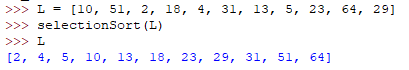 >>> L = [10, 51, 2, 18, 4, 31, 13, 5, 23, 64, 29]
>>> selectionSort(L)
>>> L
[2, 4, 5, 10, 13, 18, 23, 29, 31, 51, 64]